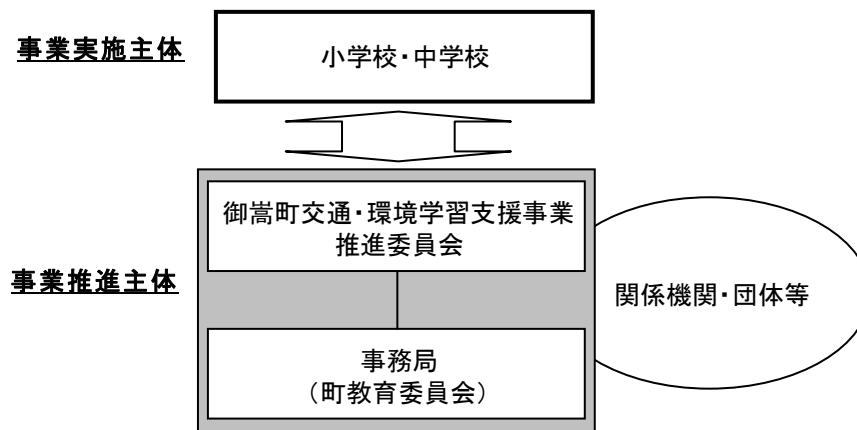 事業実施主体
小学校・中学校
御嵩町交通・環境学習支援事業
推進委員会
事業推進主体
関係機関・団体等
事務局
（町教育委員会）